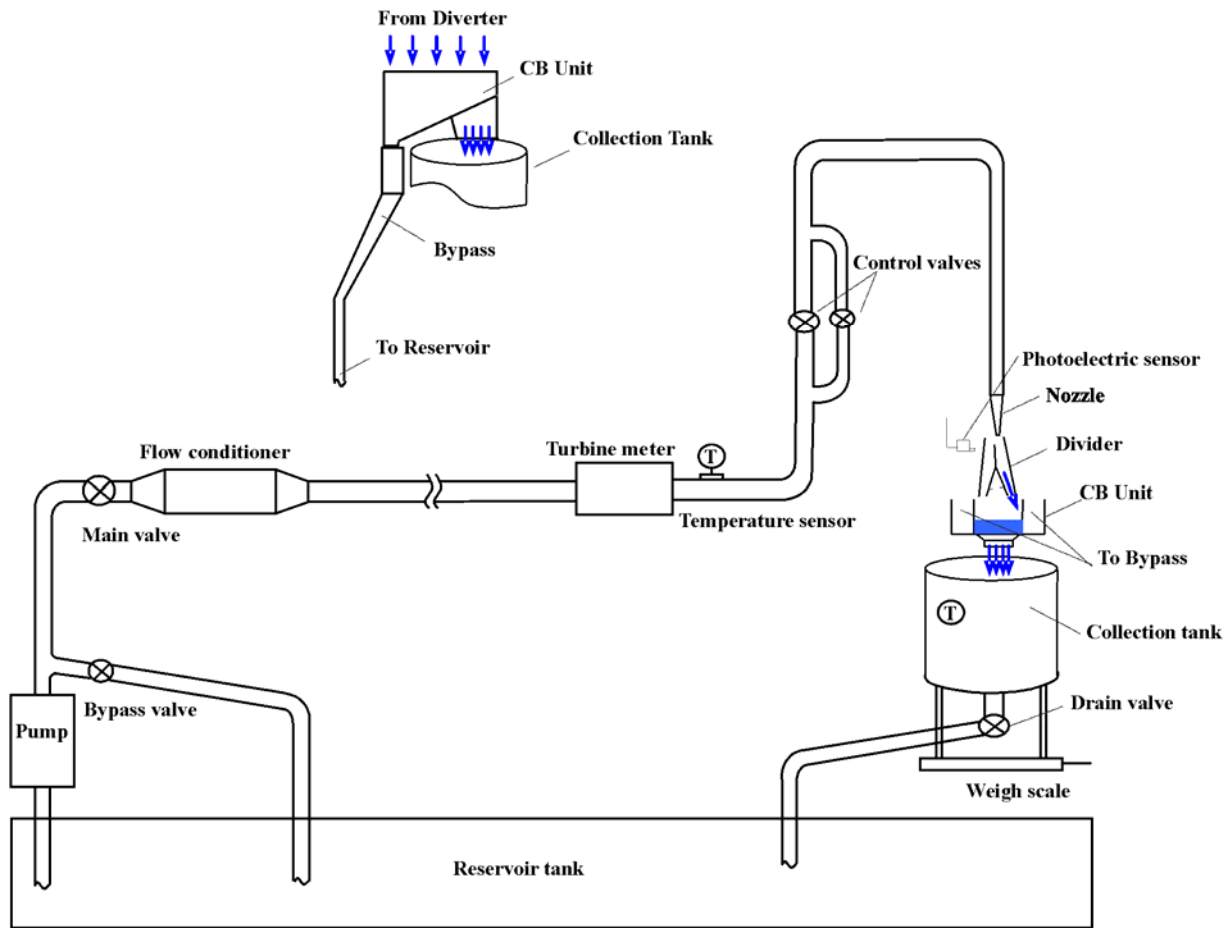 From Diverter
CB Unit
Collection Tank
Bypass
To Reservoir
Control valves
Photoelectric sensor
Nozzle
Divider
CB Unit
To Bypass
Flow conditioner
Turbine meter
T
Temperature sensor
Main valve
T
Collection tank
Bypass valve
Pump
Drain valve
Weigh scale
Reservoir tank